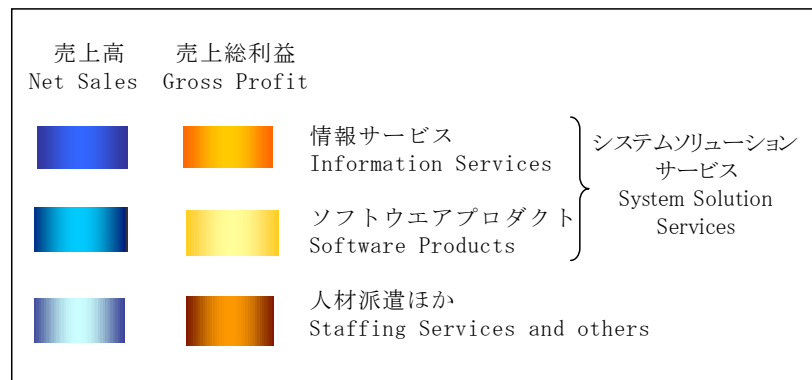 売上高 売上総利益
Net Sales Gross Profit
情報サービス
Information Services
ソフトウエアプロダクト
Software Products
人材派遣ほか
Staffing Services and others
システムソリューション
サービス
System Solution
Services